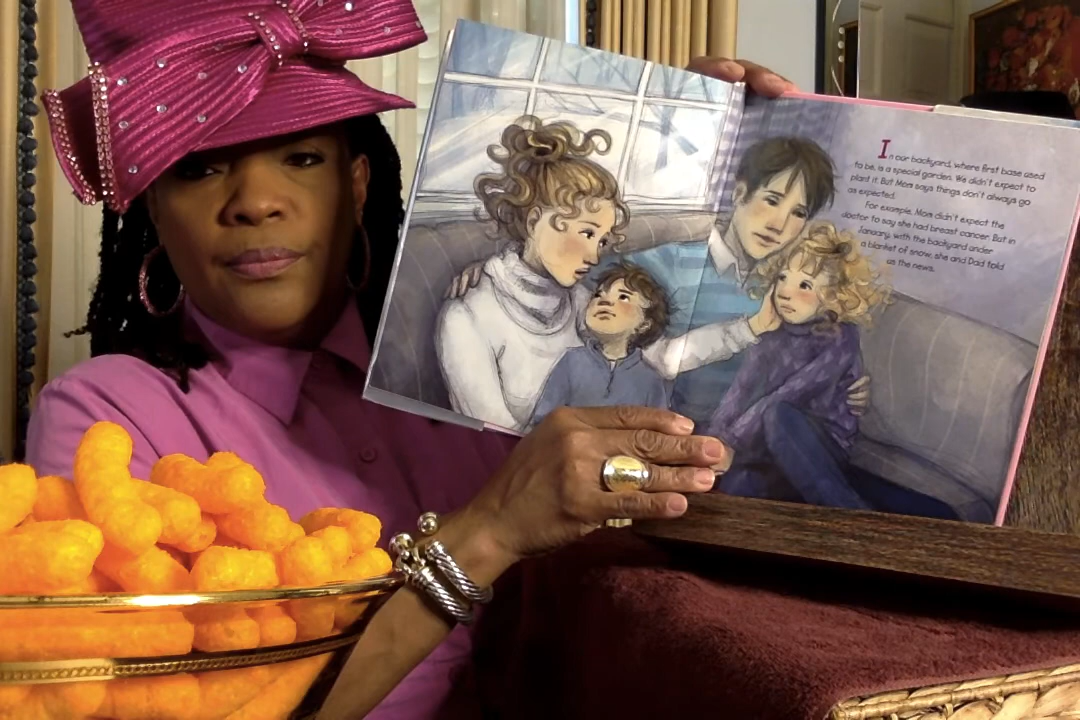 In our backyard, where first base used
to be, is a special garden. We didn't expect to
plant it. But Mom says things don't always go
as expected.
For example, Mom didn't expect the
doctor to say she had breast cancer. But in
January, with the backyard under
a blanket of snow, she and Dad told
us the news.